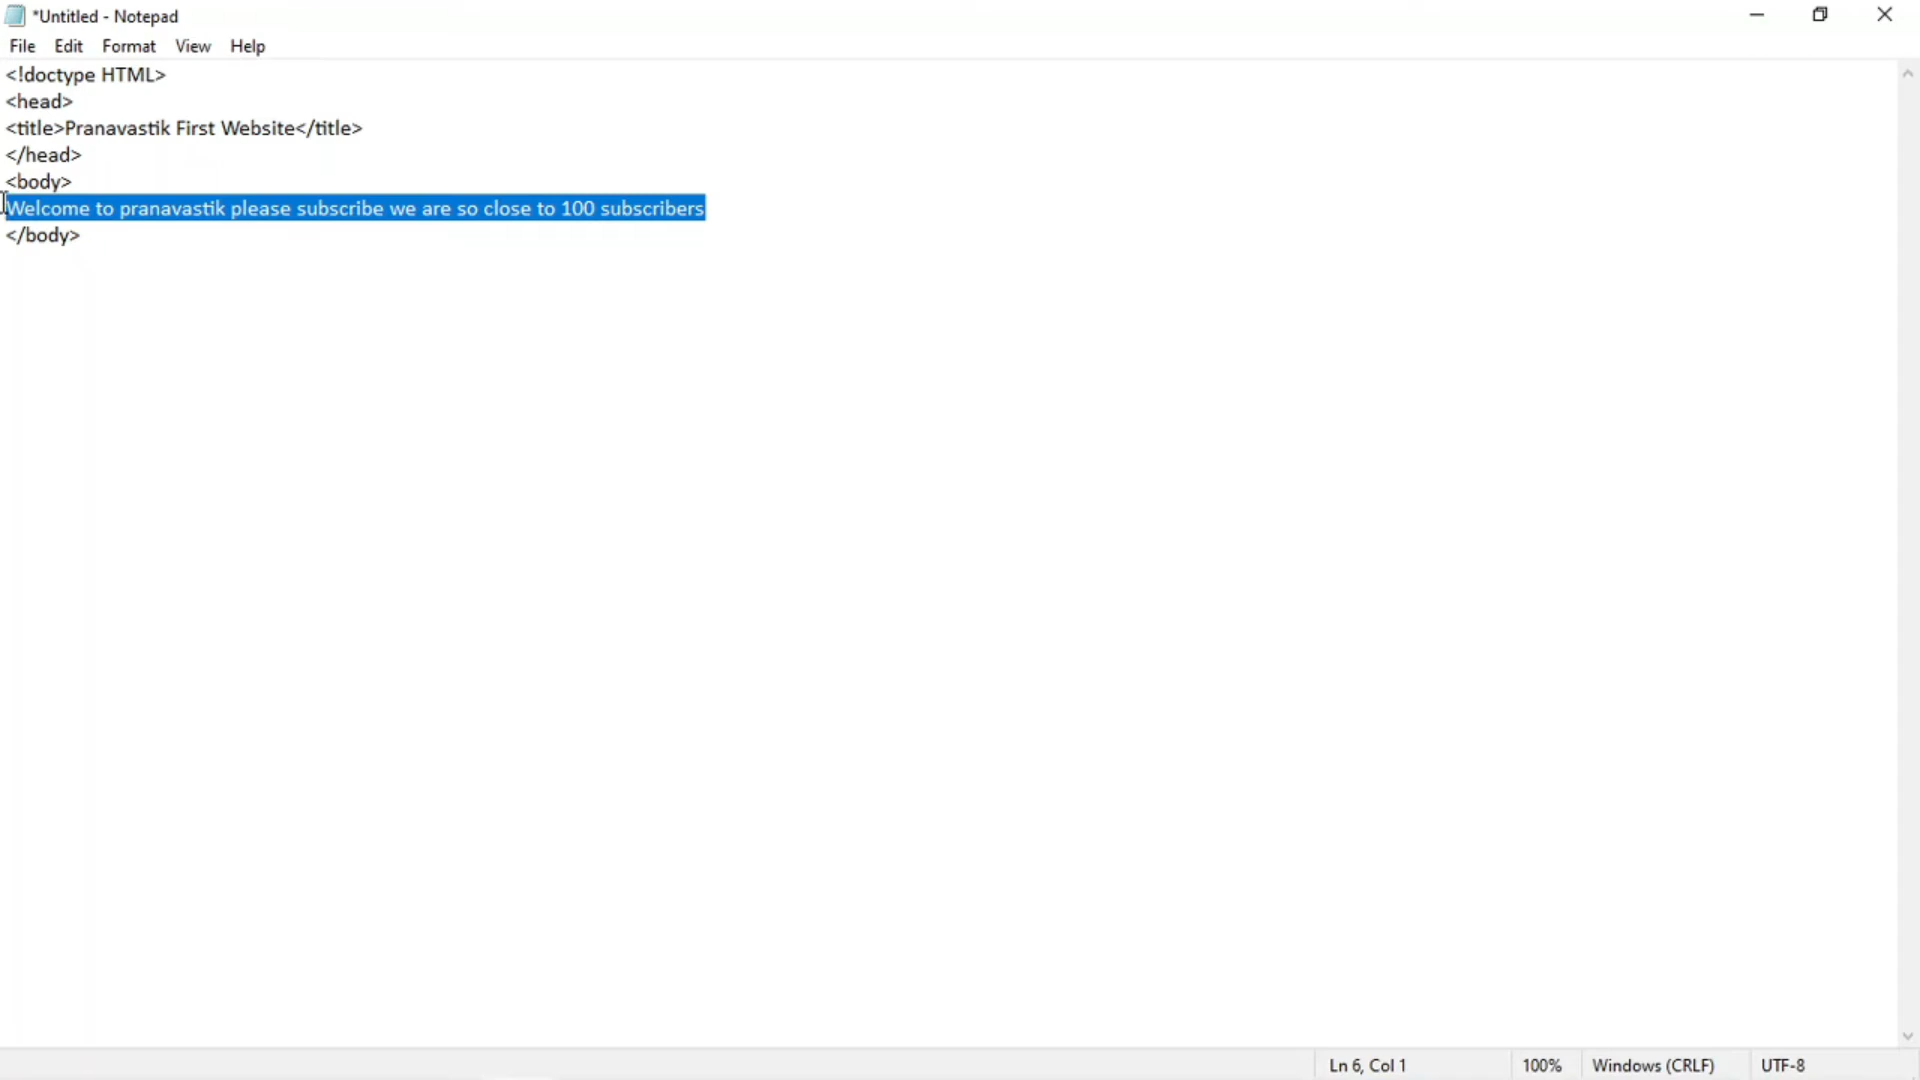 *Untitled - Notepad
File Edit Format View Help
<!doctype HTML>
<head>
<title>Pranavastik First Website</title>
</head>
<body>
Welcome to pranavastik please subscribe we are so close to 100 subscribers
</body>
Ln 6, Col 1 100% Windows (CRLF) UTF-8